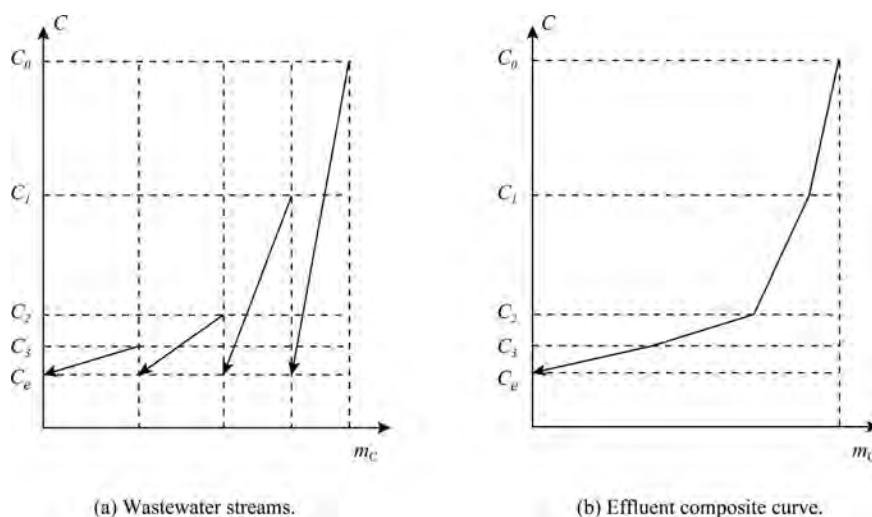 C
C0
C1
C2
C3
Ce
mC
(a) Wastewater streams.
C
C0
C1
C2
C3
Ce
mC
(b) Effluent composite curve.